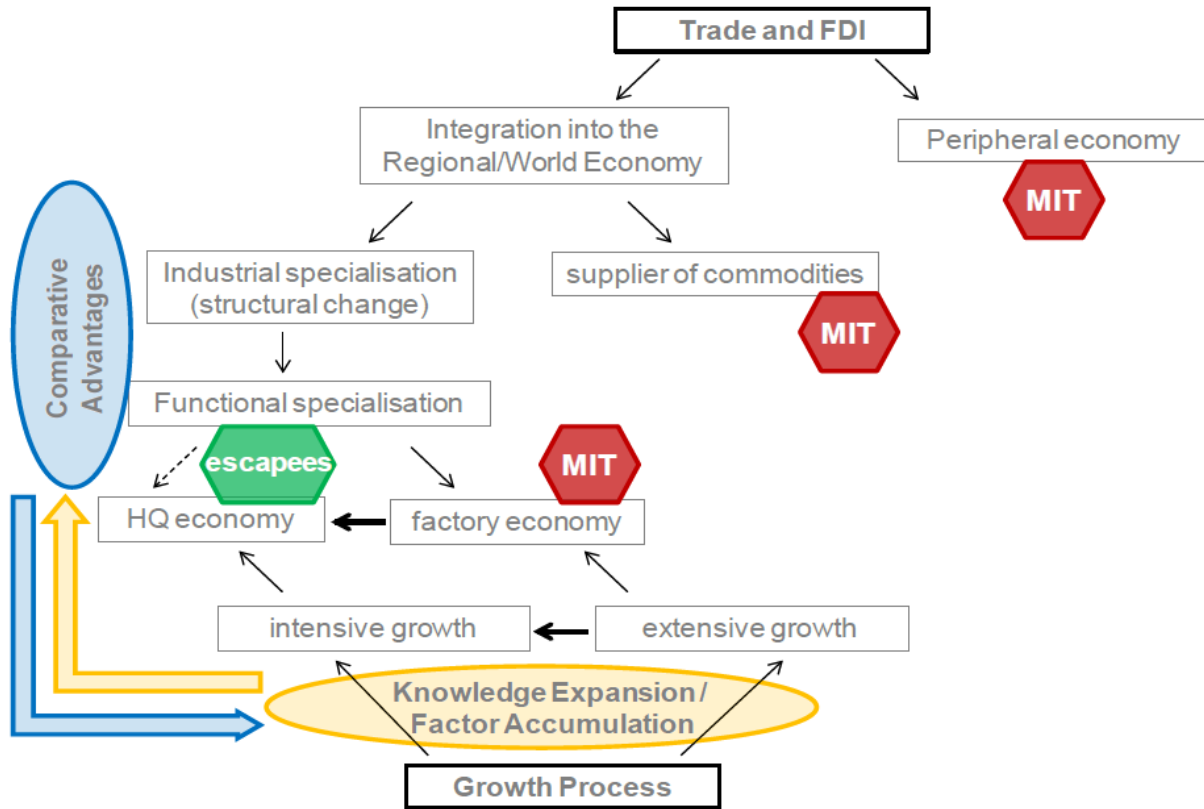 Trade and FDI
Integration into the
Regional/World Economy
Peripheral economy
MIT
Industrial specialisation
(structural change)
supplier of commodities
MIT
Comparative
Advantages
Functional specialisation
escapees
MIT
HQ economy
factory economy
intensive growth
extensive growth
Knowledge Expansion /
Factor Accumulation
Growth Process